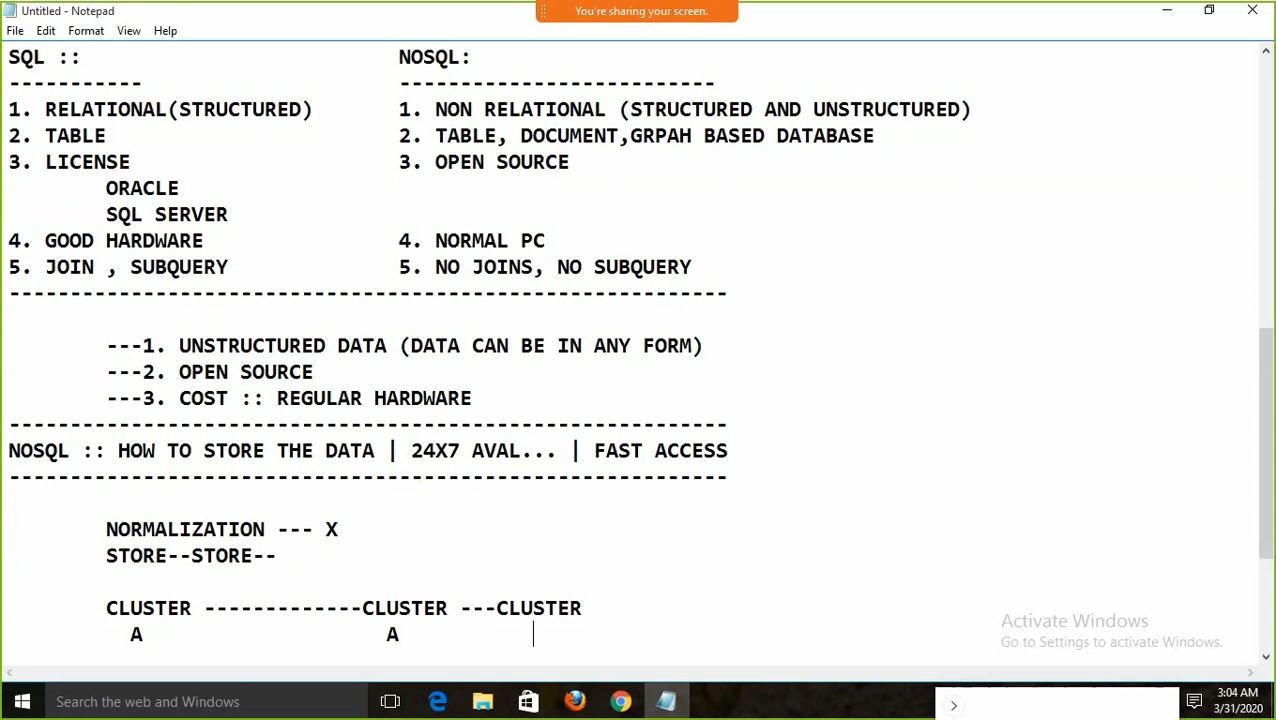 Untitled - Notepad
You're sharing your screen.
File Edit Format View Help
SQL :: NOSQL:
----------- --------------------------
1. RELATIONAL(STRUCTURED) 1. NON RELATIONAL (STRUCTURED AND UNSTRUCTURED)
2. TABLE 2. TABLE, DOCUMENT,GRPAH BASED DATABASE
3. LICENSE 3. OPEN SOURCE
ORACLE
SQL SERVER
4. GOOD HARDWARE 4. NORMAL PC
5. JOIN , SUBQUERY 5. NO JOINS, NO SUBQUERY
-----------------------------------------------------------
---1. UNSTRUCTURED DATA (DATA CAN BE IN ANY FORM)
---2. OPEN SOURCE
---3. COST :: REGULAR HARDWARE
-----------------------------------------------------------
NOSQL :: HOW TO STORE THE DATA | 24X7 AVAL... | FAST ACCESS
-----------------------------------------------------------
NORMALIZATION --- X
STORE--STORE--
CLUSTER -------------CLUSTER ---CLUSTER
A A
Activate Windows
Go to Settings to activate Windows.
Search the web and Windows
3:04 AM
3/31/2020